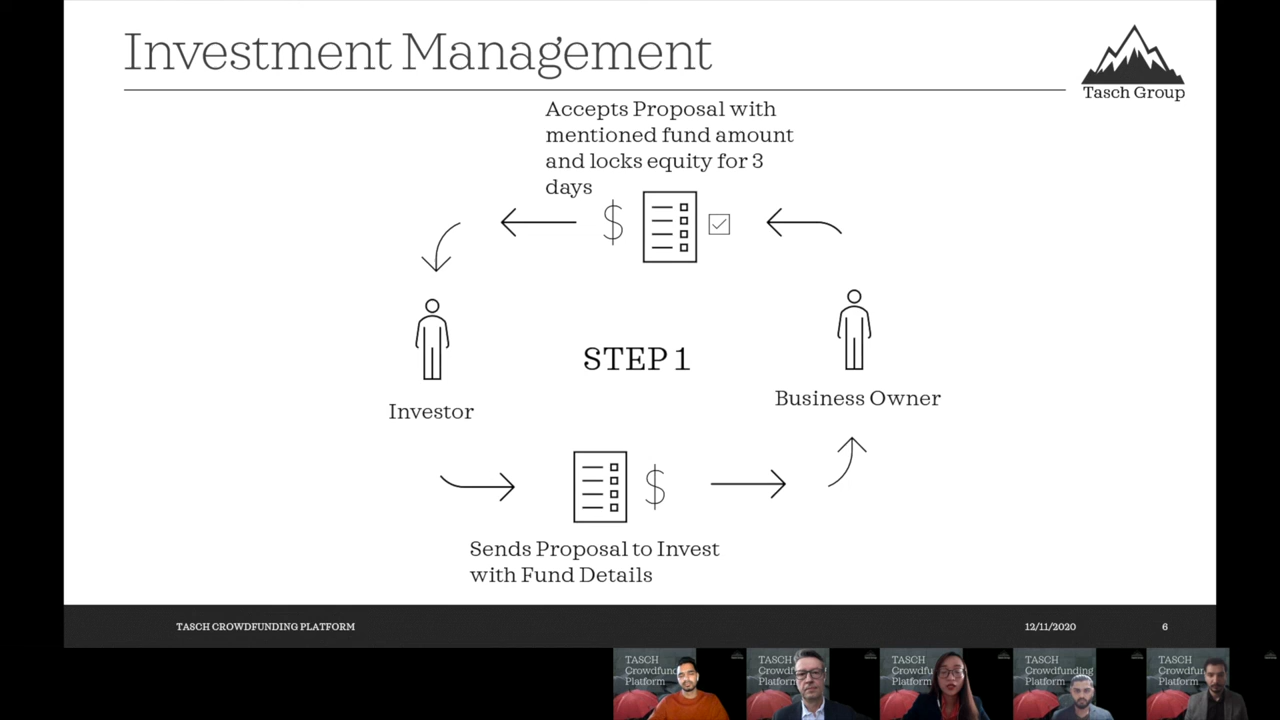 Investment Management
Tasch Group
Accepts Proposal with
mentioned fund amount
and locks equity for 3
days
$
STEP 1
Investor
Business Owner
$
Sends Proposal to Invest
with Fund Details
TASCH CROWDFUNDING PLATFORM
12/11/2020
6
TASCH
Crowdfunding
Platform
TASCH
Crowdfunding
Platform
TASCH
Crowdfu
Platform
TASCH
Crowdfunding
Platform
TASCH
Crowdfun
Platform